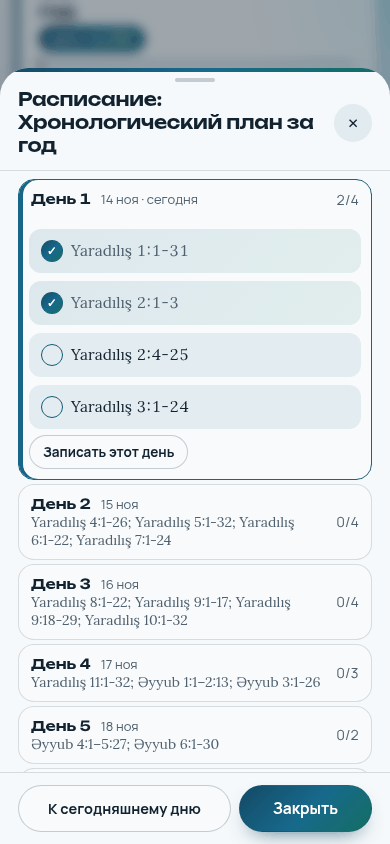 Расписание:
Хронологический план за
год
×
День 1 14 ноя · сегодня 2/4
✓ Yaradılış 1:1-31
✓ Yaradılış 2:1-3
Yaradılış 2:4-25
Yaradılış 3:1-24
Записать этот день
День 2 15 ноя
Yaradılış 4:1-26; Yaradılış 5:1-32; Yaradılış 0/4
6:1-22; Yaradılış 7:1-24
День 3 16 ноя
Yaradılış 8:1-22; Yaradılış 9:1-17; Yaradılış 0/4
9:18-29; Yaradılış 10:1-32
День 4 17 ноя 0/3
Yaradılış 11:1-32; Əyyub 1:1–2:13; Əyyub 3:1-26
День 5 18 ноя 0/2
Əyyub 4:1–5:27; Əyyub 6:1-30
К сегодняшнему дню
Закрыть